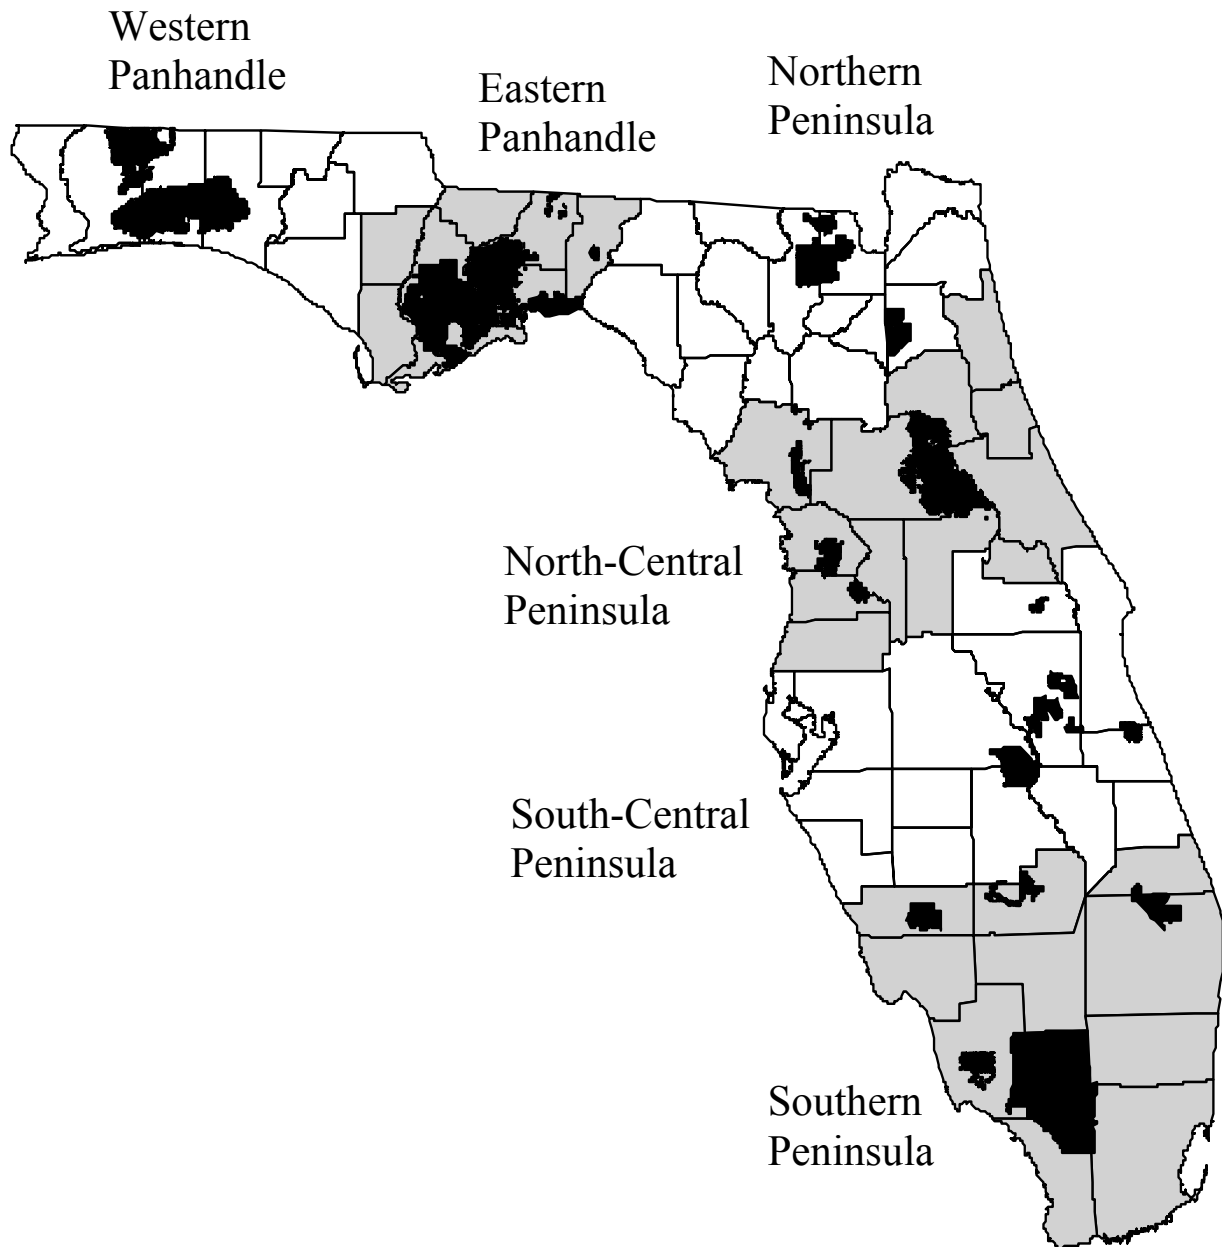 Western
Panhandle
Eastern
Panhandle
Northern
Peninsula
North-Central
Peninsula
South-Central
Peninsula
Southern
Peninsula